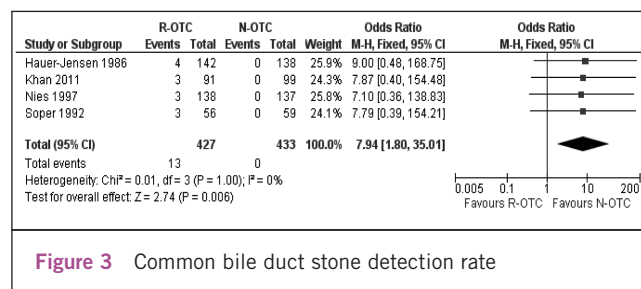 R-OTC N-OTC Odds Ratio Odds Ratio
Study or Subgroup Events Total Events Total Weight M-H, Fixed, 95% CI M-H, Fixed, 95% CI
Hauer-Jensen 1986 4 142 0 138 25.9% 9.00 [0.48, 168.75]
Khan 2011 3 91 0 99 24.1% 7.87 [0.40, 154.48]
Nies 1997 3 138 0 137 25.8% 7.10 [0.36, 138.83]
Soper 1992 3 56 0 59 24.1% 7.79 [0.39, 154.21]
Total (95% CI) 427 433 100.0% 7.94 [1.80, 35.01]
Total events 13 0
Heterogeneity: Chi² = 0.01, df = 3 (P = 1.00); I² = 0%
Test for overall effect: Z = 2.74 (P = 0.006)
0.005 0.1 1 10 200
Favours R-OTC Favours N-OTC
Figure 3 Common bile duct stone detection rate